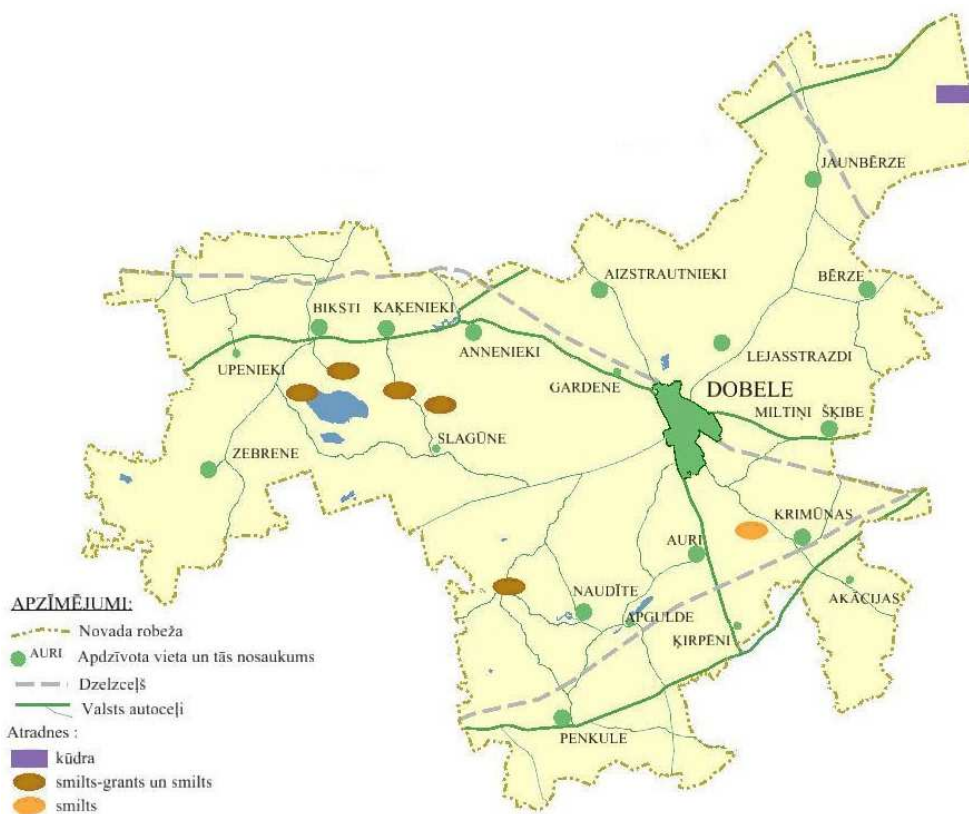 JAUNBĒRZE
AIZSTRAUTNIEKI
BĒRZE
BIKSTI
KAĶENIEKI
ANNENIEKI
LEJASSTRAZDI
UPENIEKI
GARDENE
DOBELE
MILTIŅI
ŠĶIBE
SLAGŪNE
ZEBRENE
KRIMŪNAS
AURI
NAUDĪTE
AKĀCIJAS
APGULDE
ĶIRPĒNI
PENKULE
APZĪMĒJUMI:
Novada robeža
AURI Apdzīvota vieta un tās nosaukums
Dzelzceļš
Valsts autoceļi
Atradnes :
kūdra
smilts-grants un smilts
smilts